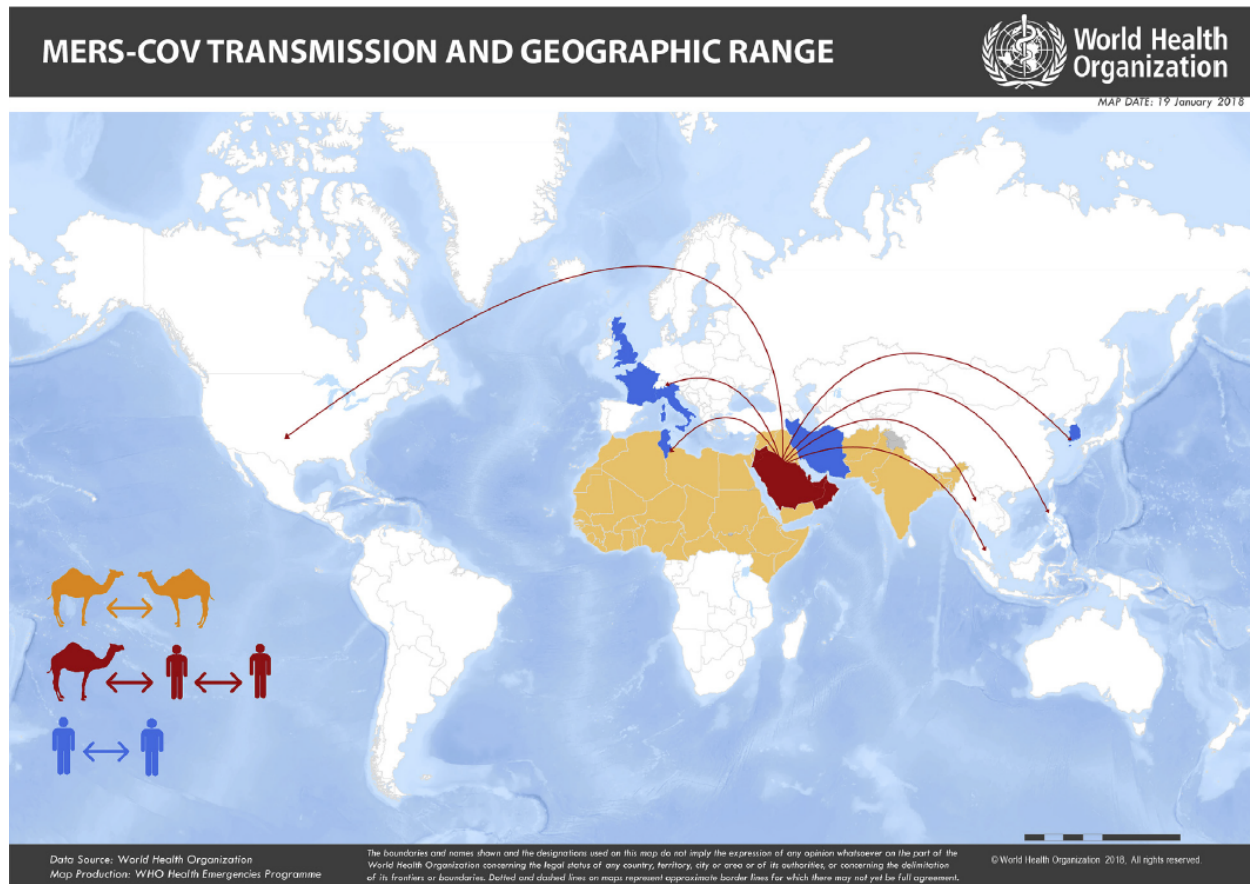 MERS-COV TRANSMISSION AND GEOGRAPHIC RANGE
World Health
Organization
MAP DATE: 19 January 2018
Data Source: World Health Organization
Map Production: WHO Health Emergencies Programme
The boundaries and names shown and the designations used on this map do not imply the expression of any opinion whatsoever on the part of the
World Health Organization concerning the legal status of any country, territory, city or area or of its authorities, or concerning the delimitation
of its frontiers or boundaries. Dotted and dashed lines on maps represent approximate border lines for which there may not yet be full agreement.
© World Health Organization 2018, All rights reserved.